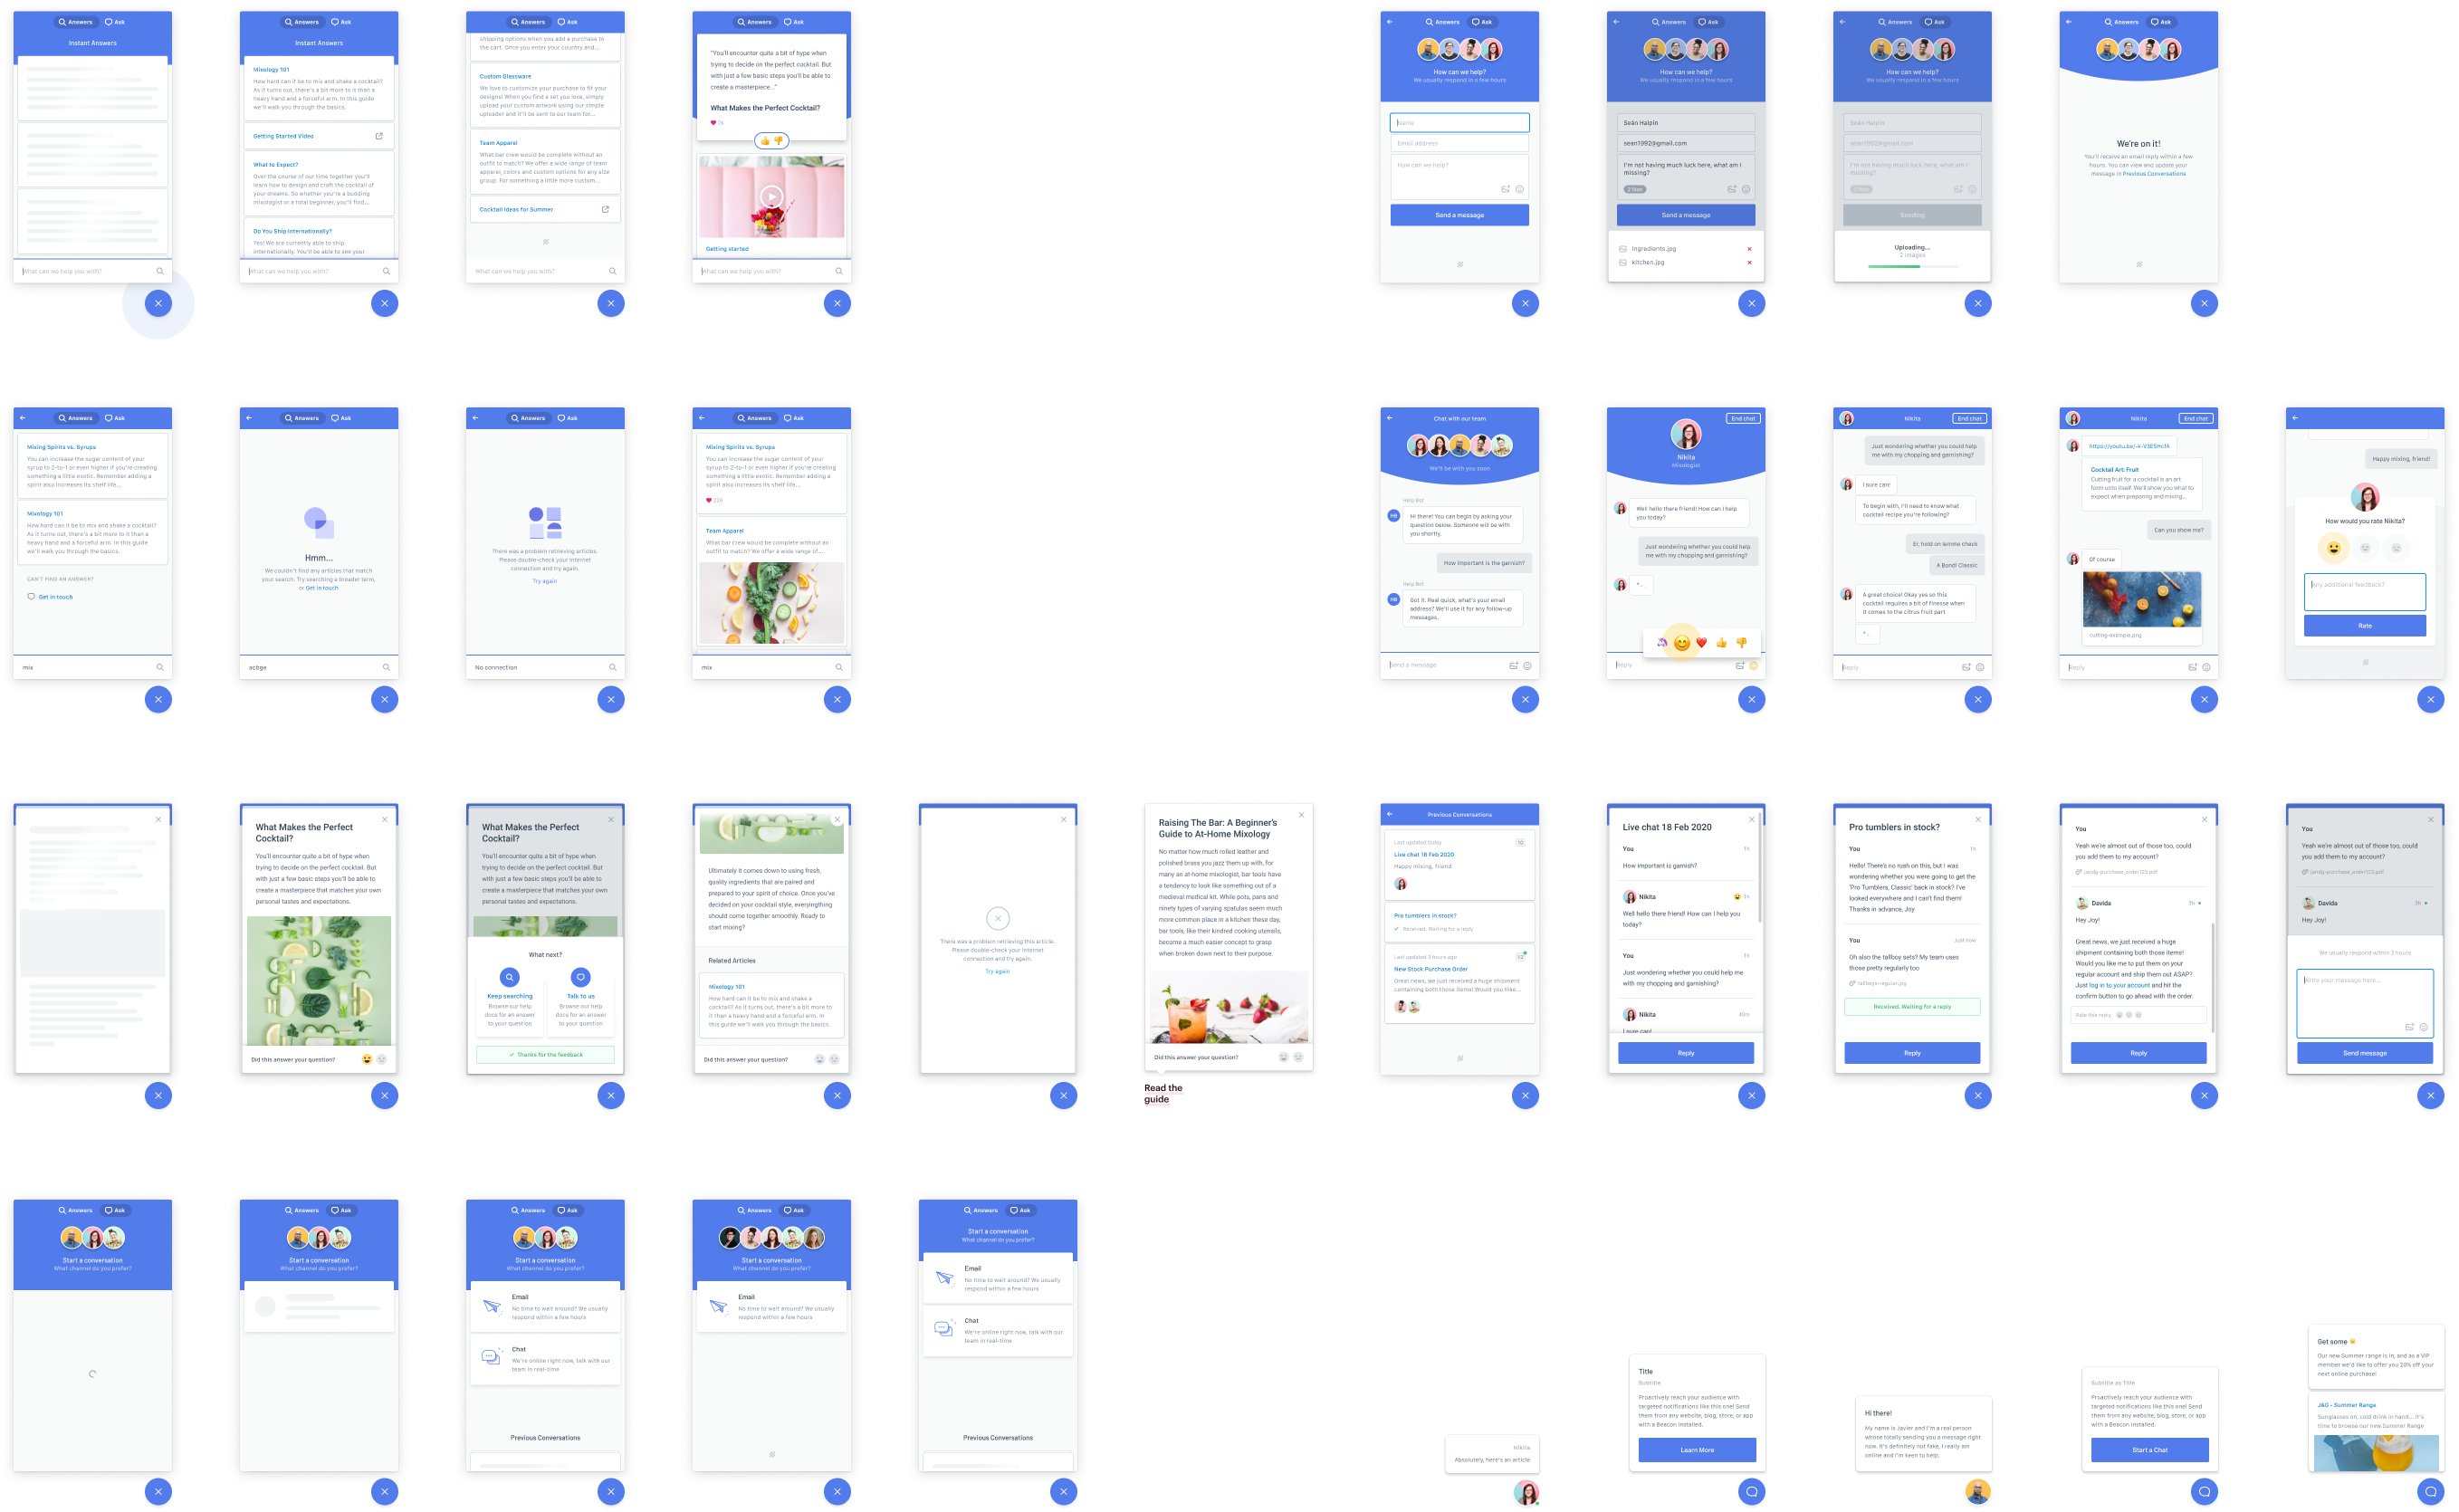 Answers Ask
Instant Answers
What can we help you with?
Answers Ask
Instant Answers
Mixology 101
How hard can it be to mix and shake a cocktail?
As it turns out, there's a bit more to it than a
heavy hand and a forceful arm. In this guide
we'll walk you through the basics.
Getting Started Video
What to Expect?
Over the course of our time together you'll
learn how to design and craft the cocktail of
your dreams. So whether you're a budding
mixologist or a total beginner, you'll find...
Do You Ship Internationally?
Yes! We are currently able to ship
internationally. You'll be able to see your
What can we help you with?
Answers Ask
shipping options when you add a purchase to
the cart. Once you enter your country and...
Custom Glassware
We love to customize your purchase to fit your
designs! When you find a set you love, simply
upload your custom artwork using our simple
uploader and it'll be sent to our team for...
Team Apparel
What bar crew would be complete without an
outfit to match? We offer a wide range of team
apparel, colors and custom options for any size
group. For something a little more custom...
Cocktail Ideas for Summer
What can we help you with?
Answers Ask
"You'll encounter quite a bit of hype when
trying to decide on the perfect cocktail. But
with just a few basic steps you'll be able to
create a masterpiece..."
What Makes the Perfect Cocktail?
Getting started
What can we help you with?
Answers Ask
How can we help?
We usually respond in a few hours
Name
Email address
How can we help?
Send a message
Answers Ask
How can we help?
We usually respond in a few hours
Seán Halpin
sean1992@gmail.com
I'm not having much luck here, what am I
missing?
2 files
Send a message
ingredients.jpg
kitchen.jpg
Answers Ask
How can we help?
We usually respond in a few hours
Seán Halpin
sean1992@gmail.com
I'm not having much luck here, what am I
missing?
2 files
Sending
Uploading...
2 images
Answers Ask
We're on it!
You'll receive an email reply within a few
hours. You can view and update your
message in Previous Conversations
Answers Ask
Mixing Spirits vs. Syrups
You can increase the sugar content of your
syrup to 2-to-1 or even higher if you're creating
something a little exotic. Remember adding a
spirit also increases its shelf life...
Mixology 101
How hard can it be to mix and shake a cocktail?
As it turns out, there's a bit more to it than a
heavy hand and a forceful arm. In this guide
we'll walk you through the basics.
CAN'T FIND AN ANSWER?
Get in touch
mix
Answers Ask
Hmm...
We couldn't find any articles that match
your search. Try searching a broader term,
or Get in touch
acbge
Answers Ask
There was a problem retrieving articles.
Please double-check your internet
connection and try again.
Try again
No connection
Answers Ask
Mixing Spirits vs. Syrups
You can increase the sugar content of your
syrup to 2-to-1 or even higher if you're creating
something a little exotic. Remember adding a
spirit also increases its shelf life...
229
Team Apparel
What bar crew would be complete without an
outfit to match? We offer a wide range of...
mix
Chat with our team
We'll be with you soon
Help Bot
HB
Hi there! You can begin by asking your
question below. Someone will be with
you shortly.
How important is the garnish?
Help Bot
HB
Got it. Real quick, what's your email
address? We'll use it for any follow-up
messages.
Send a message
End chat
Nikita
Mixologist
Well hello there friend! How can I help
you today?
Just wondering whether you could help
me with my chopping and garnishing?
Reply
Nikita
End chat
Just wondering whether you could help
me with my chopping and garnishing?
I sure can!
To begin with, I'll need to know what
cocktail recipe you're following?
Er, hold on lemme check
A Bondi Classic
A great choice! Okay yes so this
cocktail requires a bit of finesse when
it comes to the citrus fruit part
Reply
Nikita
End chat
Cocktail Art: Fruit
Cutting fruit for a cocktail is an art
form unto itself. We'll show you what to
expect when preparing and mixing...
Can you show me?
Of course
cutting-example.png
Reply
Happy mixing, friend!
How would you rate Nikita?
Any additional feedback?
Rate
What Makes the Perfect
Cocktail?
You'll encounter quite a bit of hype when
trying to decide on the perfect cocktail. But
with just a few basic steps you'll be able to
create a masterpiece that matches your own
personal tastes and expectations.
Did this answer your question?
What Makes the Perfect
Cocktail?
You'll encounter quite a bit of hype when
trying to decide on the perfect cocktail. But
with just a few basic steps you'll be able to
create a masterpiece that matches your own
personal tastes and expectations.
What next?
Keep searching
Browse our help
docs for an answer
to your question
Talk to us
Browse our help
docs for an answer
to your question
Thanks for the feedback
Ultimately it comes down to using fresh,
quality ingredients that are paired and
prepared to your spirit of choice. Once you've
decided on your cocktail style, everyingthing
should come together smoothly. Ready to
start mixing?
Related Articles
Mixology 101
How hard can it be to mix and shake a
cocktail? As it turns out, there's a bit more to
it than a heavy hand and a forceful arm. In
this guide we'll walk you through the basics.
Did this answer your question?
There was a problem retrieving this article.
Please double-check your internet
connection and try again.
Try again
Raising The Bar: A Beginner's
Guide to At-Home Mixology
No matter how much rolled leather and
polished brass you jazz them up with, for
many an at-home mixologist, bar tools have
a tendency to look like something out of a
medieval medical kit. While pots, pans and
ninety types of varying spatulas seem much
more common place in a kitchen these day,
bar tools, like their kindred cooking utensils,
become a much easier concept to grasp
when broken down next to their purpose.
Did this answer your question?
Read the
guide
Previous Conversations
Last updated today
10
Live chat 18 Feb 2020
Happy mixing, friend
Pro tumblers in stock?
Received. Waiting for a reply
Last updated 3 hours ago
12
New Stock Purchase Order
Great news, we just received a huge shipment
containing both those items! Would you like...
Live chat 18 Feb 2020
You 1h
How important is garnish?
Nikita 1h
Well hello there friend! How can I help you
today?
You 1h
Just wondering whether you could help me
with my chopping and garnishing?
Nikita 40m
I sure can!
Reply
Pro tumblers in stock?
You 1h
Hello! There's no rush on this, but I was
wondering whether you were going to get the
'Pro Tumblers, Classic' back in stock? I've
looked everywhere and I can't find them!
Thanks in advance, Joy
You Just now
Oh also the tallboy sets? My team uses
those pretty regularly too
tallboys-regular.jpg
Received. Waiting for a reply
Reply
You
Yeah we're almost out of those too, could
you add them to my account?
jandg-purchase_order123.pdf
Davida 3h
Hey Joy!
Great news, we just received a huge
shipment containing both those items!
Would you like me to put them on your
regular account and ship them out ASAP?
Just log in to your account and hit the
confirm button to go ahead with the order.
Rate this reply
Reply
You
Yeah we're almost out of those too, could
you add them to my account?
jandg-purchase_order123.pdf
Davida 3h
Hey Joy!
We usually respond within 2 hours
Write your message here...
Send message
Answers Ask
Start a conversation
What channel do you prefer?
Answers Ask
Start a conversation
What channel do you prefer?
Answers Ask
Start a conversation
What channel do you prefer?
Email
No time to wait around? We usually
respond within a few hours
Chat
We're online right now, talk with our
team in real-time
Previous Conversations
Answers Ask
Start a conversation
What channel do you prefer?
Email
No time to wait around? We usually
respond within a few hours
Answers Ask
Start a conversation
What channel do you prefer?
Email
No time to wait around? We usually
respond within a few hours
Chat
We're online right now, talk with our
team in real-time
Previous Conversations
Nikita
Absolutely, here's an article
Title
Subtitle
Proactively reach your audience with
targeted notifications like this one! Send
them from any website, blog, store, or app
with a Beacon installed.
Learn More
Hi there!
My name is Javier and I'm a real person
whose totally sending you a message right
now. It's definitely not fake, I really am
online and I'm keen to help.
Subtitle as Title
Proactively reach your audience with
targeted notifications like this one! Send
them from any website, blog, store, or app
with a Beacon installed.
Start a Chat
Get some
Our new Summer range is in, and as a VIP
member we'd like to offer you 20% off your
next online purchase!
J&G - Summer Range
Sunglasses on, cold drink in hand... it's
time to browse our new Summer Range